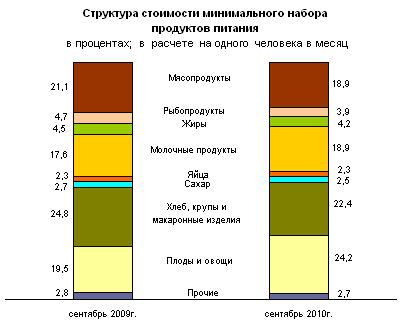 Структура стоимости минимального набора
продуктов питания
в процентах; в расчете на одного человека в месяц
21,1 Мясопродукты 18,9
4,7 Рыбопродукты 3,9
4,5 Жиры 4,2
17,6 Молочные продукты 18,9
2,3 Яйца 2,3
2,7 Сахар 2,5
24,8 Хлеб, крупы и 22,4
макаронные изделия
19,5 Плоды и овощи 24,2
2,8 Прочие 2,7
сентябрь 2009г. сентябрь 2010г.